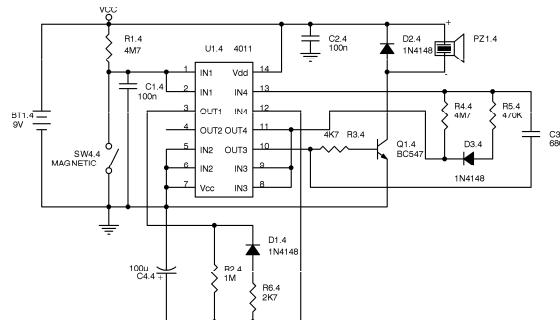 VCC
+
R1.4
4M7
U1.4 4011
C2.4
100n
D2.4
1N4148
PZ1.4
-
C1.4
100n
1 IN1 Vdd 14
2 IN1 IN4 13
3 OUT1 IN4 12
4 OUT2 OUT4 11
5 IN2 OUT3 10
6 IN2 IN3 9
7 Vcc IN3 8
BT1.4
9V
SW4.4
MAGNETIC
4K7 R3.4
Q1.4
BC547
R4.4
4M7
R5.4
470K
D3.4
1N4148
C3
68
D1.4
1N4148
100u
C4.4 +
R2.4
1M
R6.4
2K7